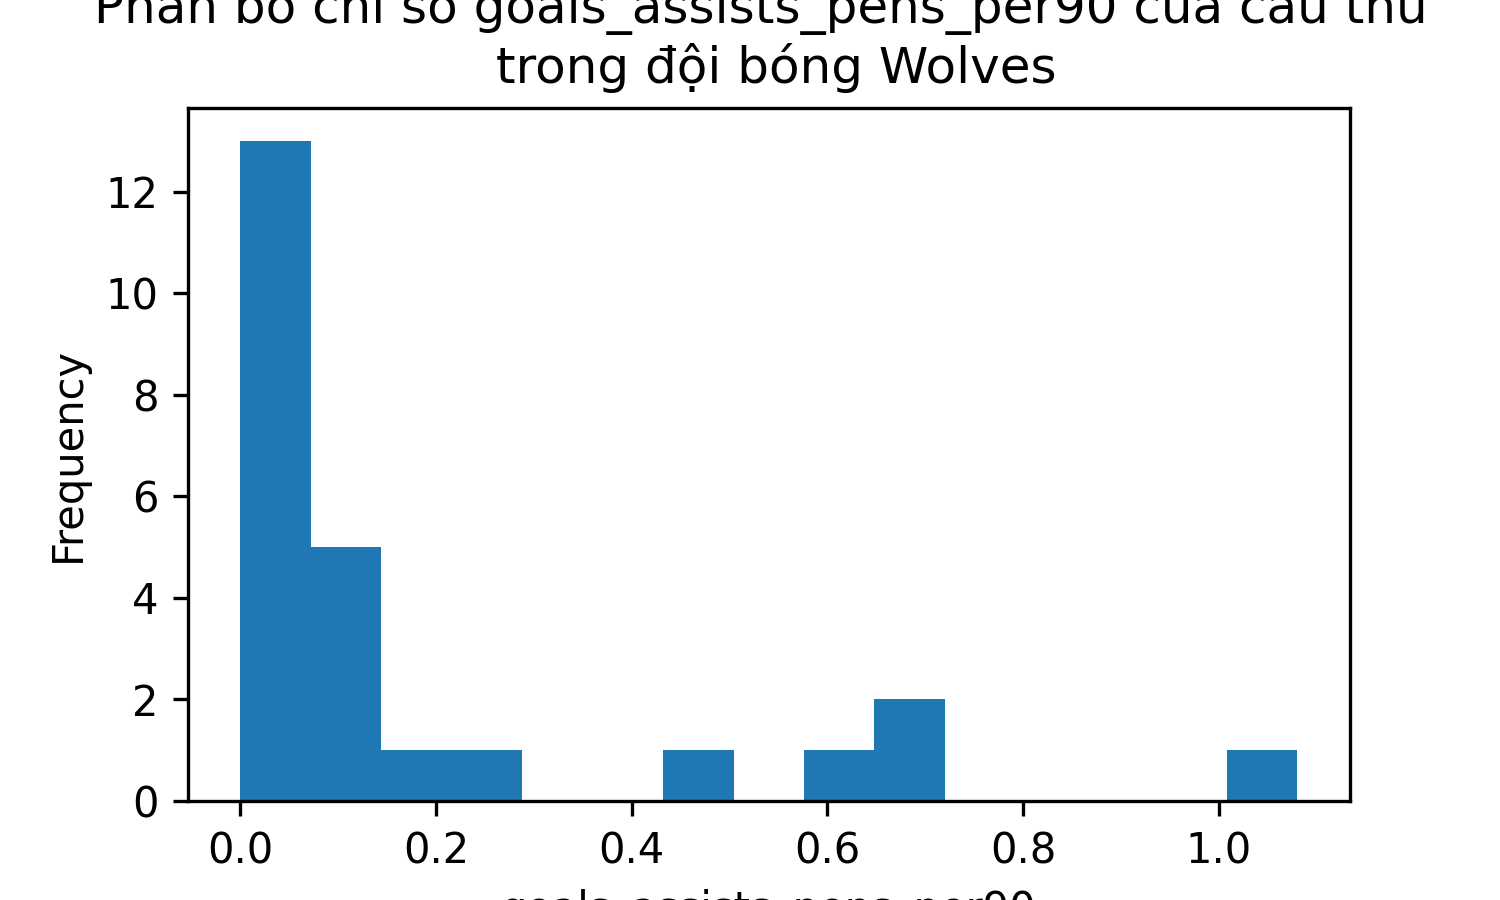 Phân bố chỉ số goals_assists_pens_per90 của cầu thủ
trong đội bóng Wolves
12
10
8
6
4
2
0
Frequency
0.0 0.2 0.4 0.6 0.8 1.0
goals_assists_pens_per90